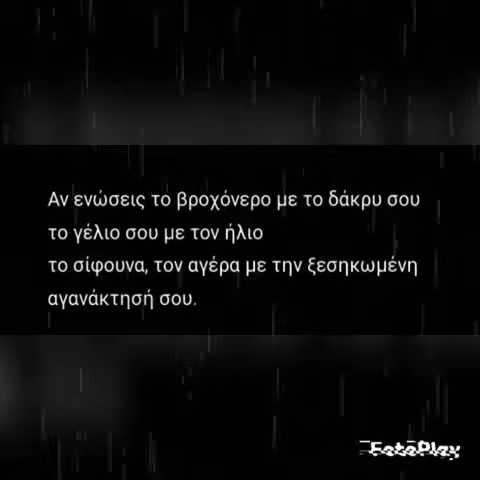 Αν ενώσεις το βροχόνερο με το δάκρυ σου
το γέλιο σου με τον ήλιο
το σίφουνα, τον αγέρα με την ξεσηκωμένη
αγανάκτησή σου.
FotoPlay